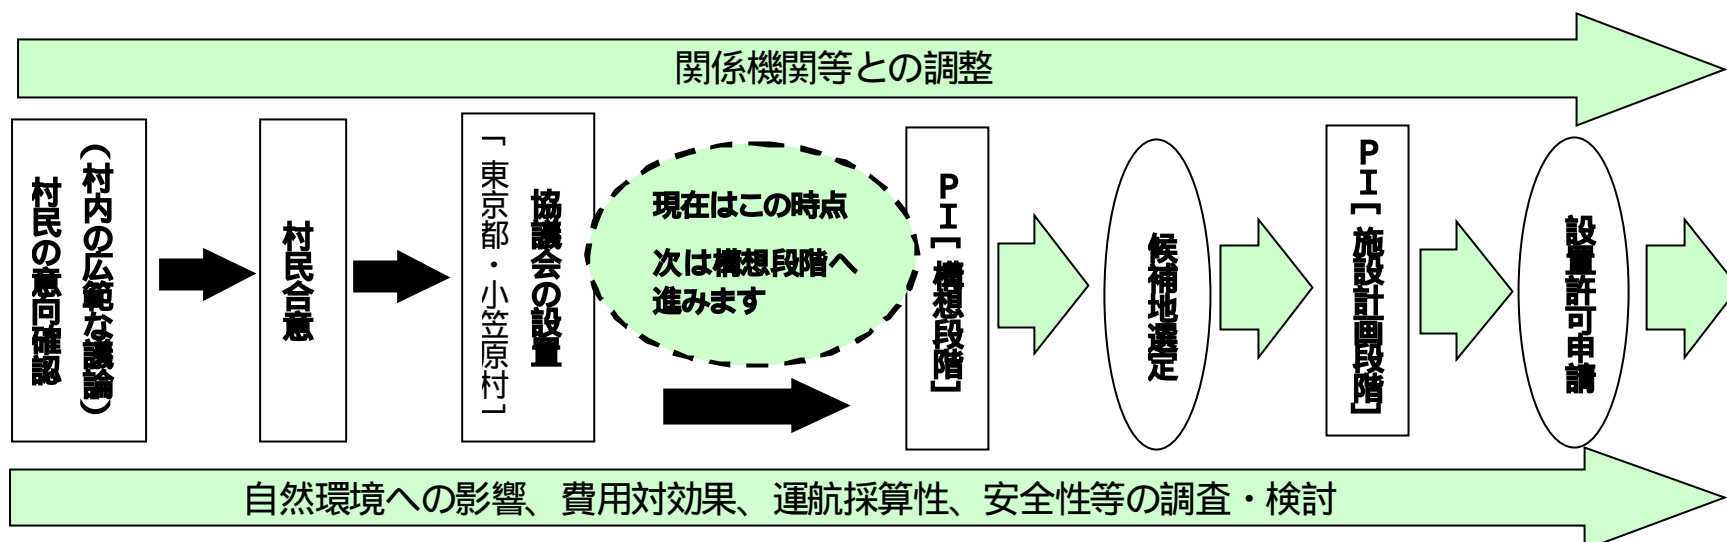 関係機関等との調整
（村内の広範な議論）
村民の意向確認
村民合意
協議会の設置
「東京都・小笠原村」
現在はこの時点
次は構想段階へ
進みます
ＰＩ［構想段階］
候補地選定
ＰＩ［施設計画段階］
設置許可申請
自然環境への影響、費用対効果、運航採算性、安全性等の調査・検討